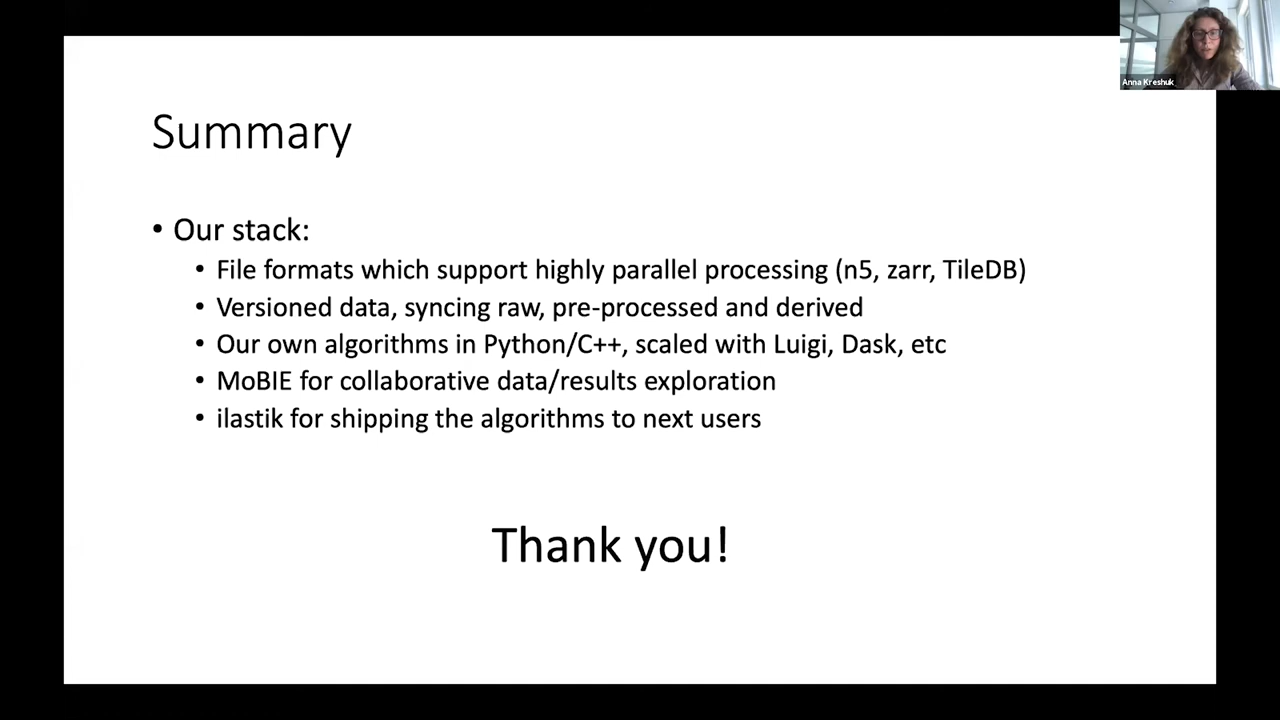 Anna Kreshuk
Summary
• Our stack:
• File formats which support highly parallel processing (n5, zarr, TileDB)
• Versioned data, syncing raw, pre-processed and derived
• Our own algorithms in Python/C++, scaled with Luigi, Dask, etc
• MoBIE for collaborative data/results exploration
• ilastik for shipping the algorithms to next users
Thank you!